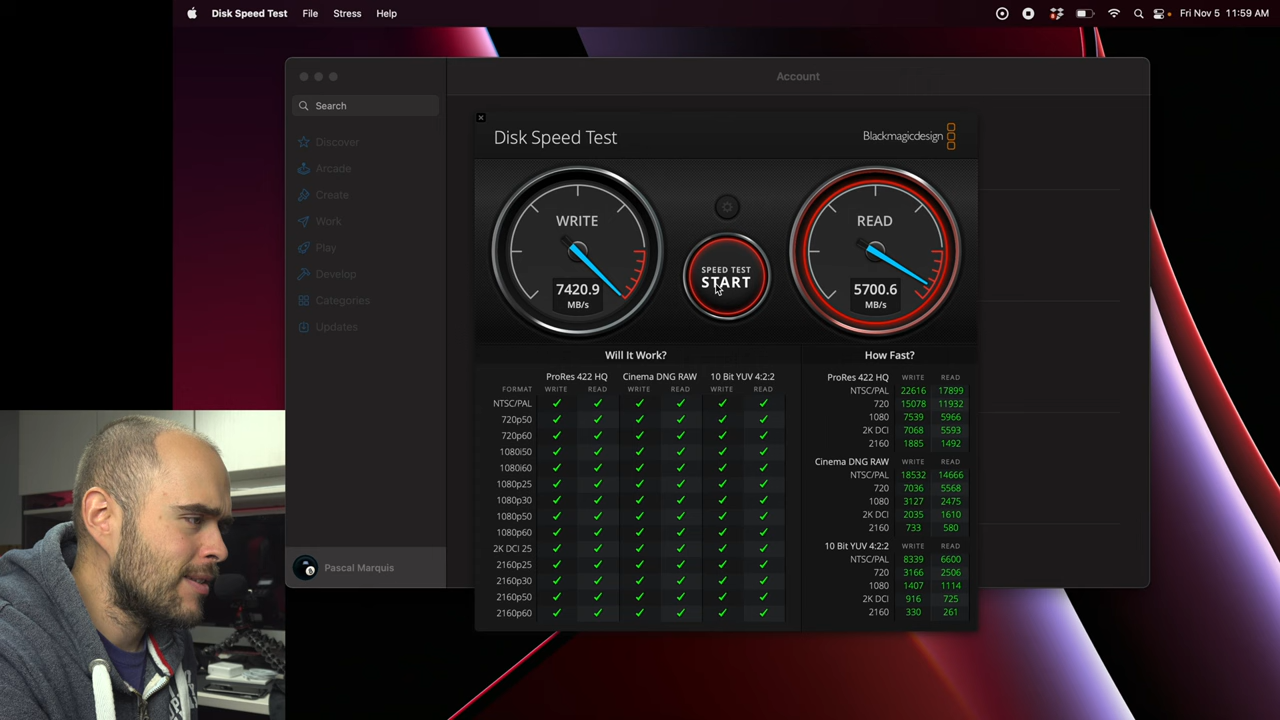 Disk Speed Test File Stress Help
Fri Nov 5 11:59 AM
Account
Search
Discover
Arcade
Create
Work
Play
Develop
Categories
Updates
Pascal Marquis
Disk Speed Test
Blackmagicdesign
WRITE
7420.9
MB/s
SPEED TEST
START
READ
5700.6
MB/s
Will It Work?
ProRes 422 HQ Cinema DNG RAW 10 Bit YUV 4:2:2
FORMAT WRITE READ WRITE READ WRITE READ
NTSC/PAL ✓ ✓ ✓ ✓ ✓ ✓
720p50 ✓ ✓ ✓ ✓ ✓ ✓
720p60 ✓ ✓ ✓ ✓ ✓ ✓
1080i50 ✓ ✓ ✓ ✓ ✓ ✓
1080i60 ✓ ✓ ✓ ✓ ✓ ✓
1080p25 ✓ ✓ ✓ ✓ ✓ ✓
1080p30 ✓ ✓ ✓ ✓ ✓ ✓
1080p50 ✓ ✓ ✓ ✓ ✓ ✓
1080p60 ✓ ✓ ✓ ✓ ✓ ✓
2K DCI 25 ✓ ✓ ✓ ✓ ✓ ✓
2160p25 ✓ ✓ ✓ ✓ ✓ ✓
2160p30 ✓ ✓ ✓ ✓ ✓ ✓
2160p50 ✓ ✓ ✓ ✓ ✓ ✓
2160p60 ✓ ✓ ✓ ✓ ✓ ✓
How Fast?
ProRes 422 HQ WRITE READ
NTSC/PAL 22616 17899
720 15078 11932
1080 7539 5966
2K DCI 7068 5593
2160 1885 1492
Cinema DNG RAW WRITE READ
NTSC/PAL 18532 14666
720 7036 5568
1080 3127 2475
2K DCI 2035 1610
2160 733 580
10 Bit YUV 4:2:2 WRITE READ
NTSC/PAL 8339 6600
720 3166 2506
1080 1407 1114
2K DCI 916 725
2160 330 261